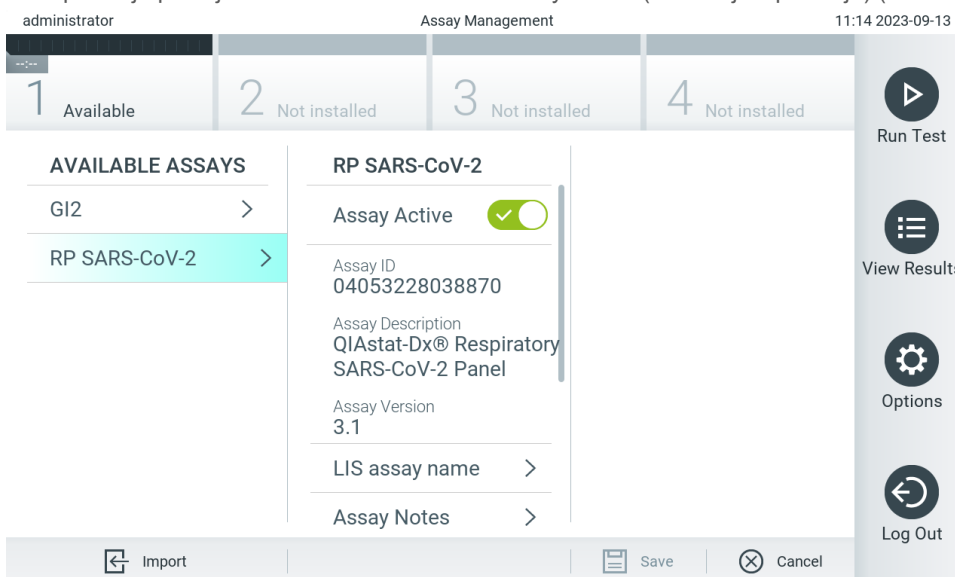 administrator
Assay Management
11:14 2023-09-13
--:--
1 Available
2 Not installed
3 Not installed
4 Not installed
Run Test
View Results
Options
Log Out
AVAILABLE ASSAYS
GI2
RP SARS-CoV-2
RP SARS-CoV-2
Assay Active
Assay ID
04053228038870
Assay Description
QIAstat-Dx® Respiratory
SARS-CoV-2 Panel
Assay Version
3.1
LIS assay name
Assay Notes
Import
Save
Cancel